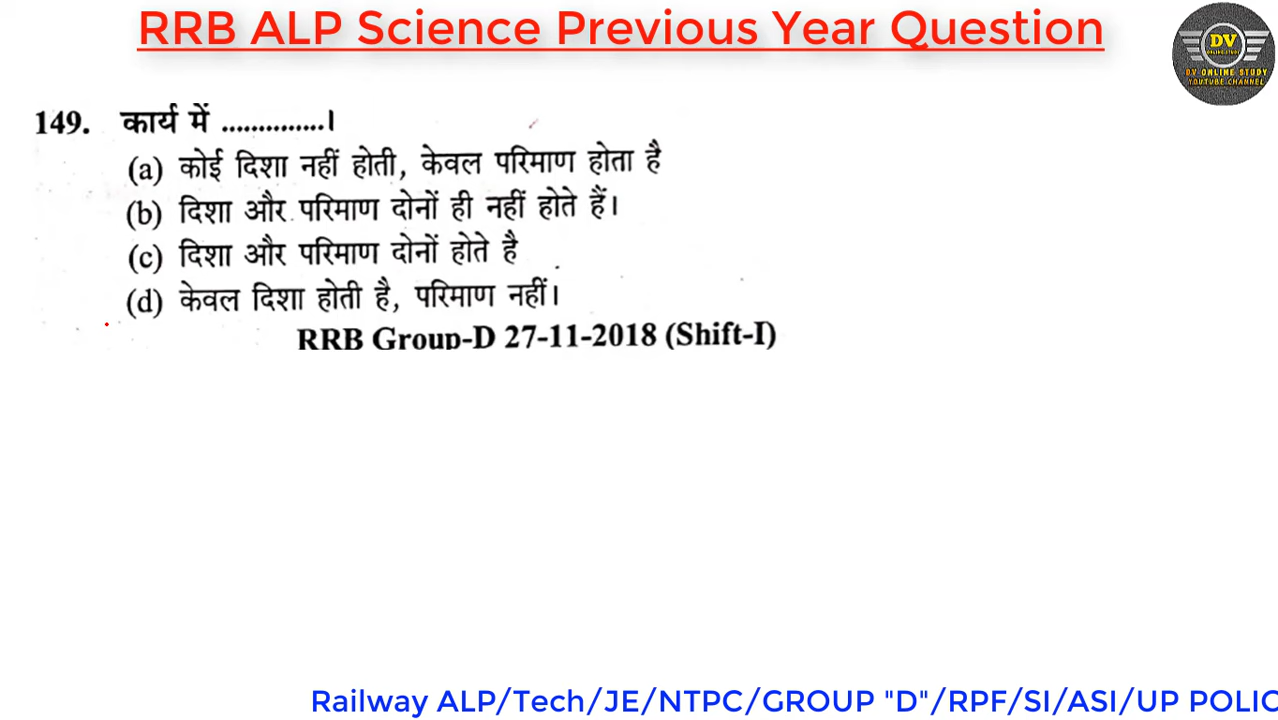 RRB ALP Science Previous Year Question
DV
ONLINE STUDY
DV ONLINE STUDY
YOUTUBE CHANNEL
149. कार्य में ..............।
(a) कोई दिशा नहीं होती, केवल परिमाण होता है
(b) दिशा और परिमाण दोनों ही नहीं होते हैं।
(c) दिशा और परिमाण दोनों होते है
(d) केवल दिशा होती है, परिमाण नहीं।
RRB Group-D 27-11-2018 (Shift-I)
Railway ALP/Tech/JE/NTPC/GROUP "D"/RPF/SI/ASI/UP POLIC